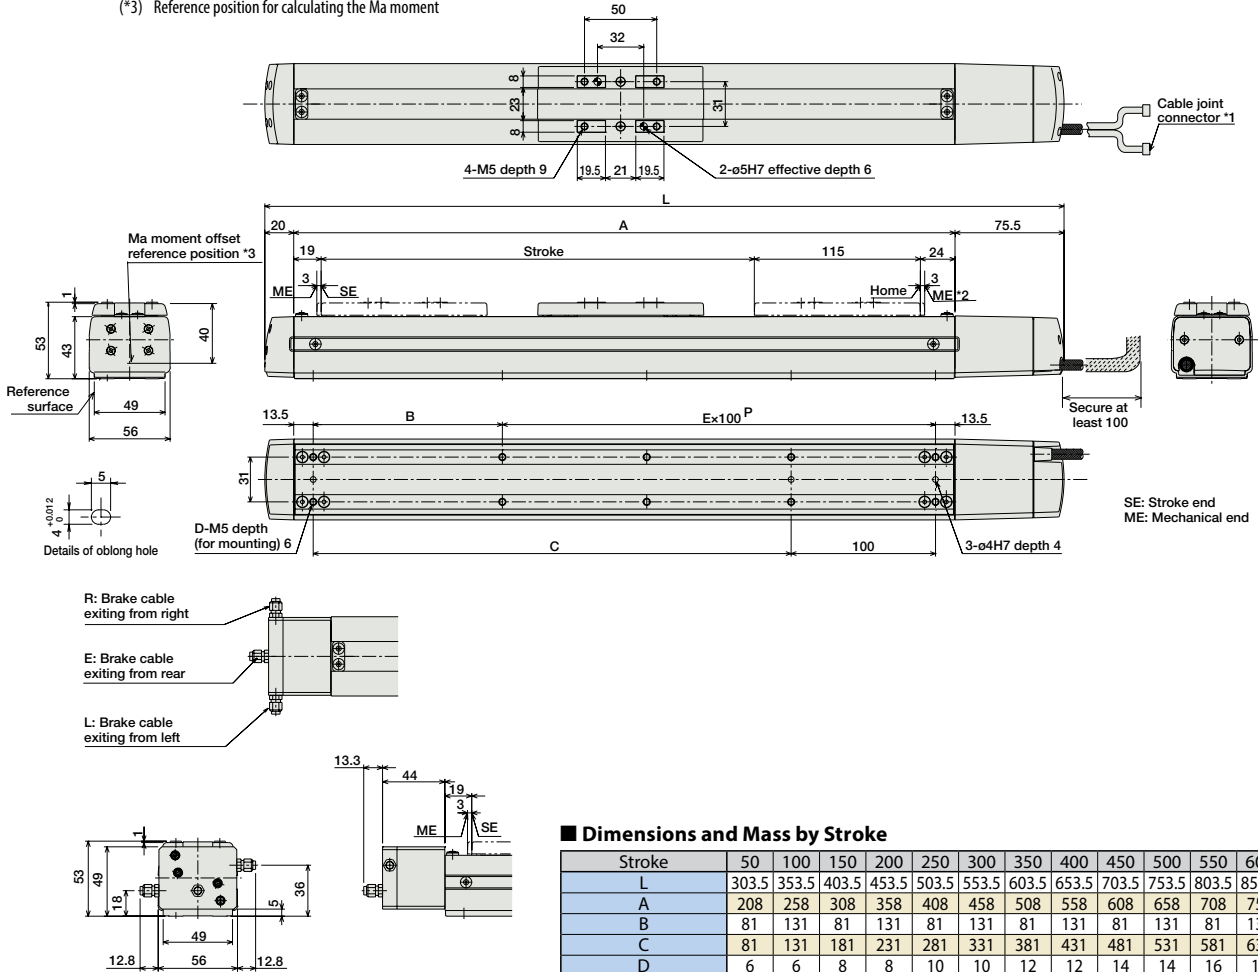 (*3) Reference position for calculating the Ma moment
50
32
8
23
8
31
Cable joint
connector *1
4-M5 depth 9
19.5
21
19.5
2-ø5H7 effective depth 6
L
20
A
75.5
Ma moment offset
reference position *3
19
Stroke
115
24
3
ME
SE
Home
3
ME *2
1
53
43
40
Reference
surface
49
56
Secure at
least 100
13.5
B
E×100 P
13.5
31
5
4 +0.012 0
Details of oblong hole
D-M5 depth
(for mounting) 6
C
100
3-ø4H7 depth 4
SE: Stroke end
ME: Mechanical end
R: Brake cable
exiting from right
E: Brake cable
exiting from rear
L: Brake cable
exiting from left
13.3
44
19
3
ME
SE
1
53
49
18
5
36
49
12.8
56
12.8
■ Dimensions and Mass by Stroke
Stroke 50 100 150 200 250 300 350 400 450 500 550
L 303.5 353.5 403.5 453.5 503.5 553.5 603.5 653.5 703.5 753.5 803.5
A 208 258 308 358 408 458 508 558 608 658 708
B 81 131 81 131 81 131 81 131 81 131 81
C 81 131 181 231 281 331 381 431 481 531 581
D 6 6 8 8 10 10 12 12 14 14 16